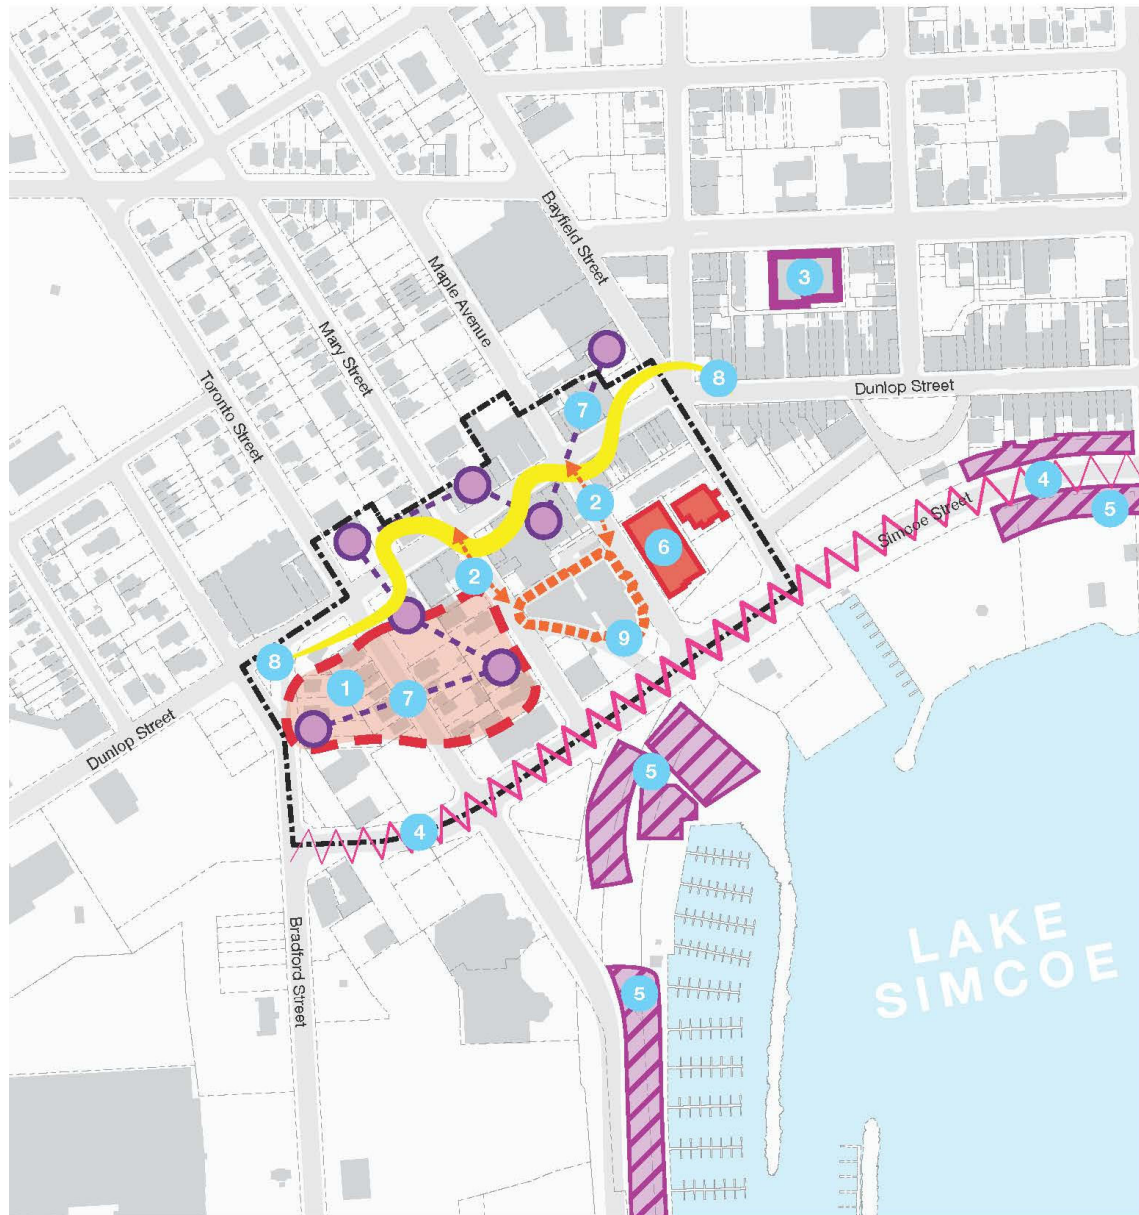 Bayfield Street
Maple Avenue
3
Mary Street
Toronto Street
8
Dunlop Street
7
4
5
2
Simcoe Street
6
2
9
8
1
7
Dunlop Street
5
4
Bradford Street
LAKE
SIMCOE
5